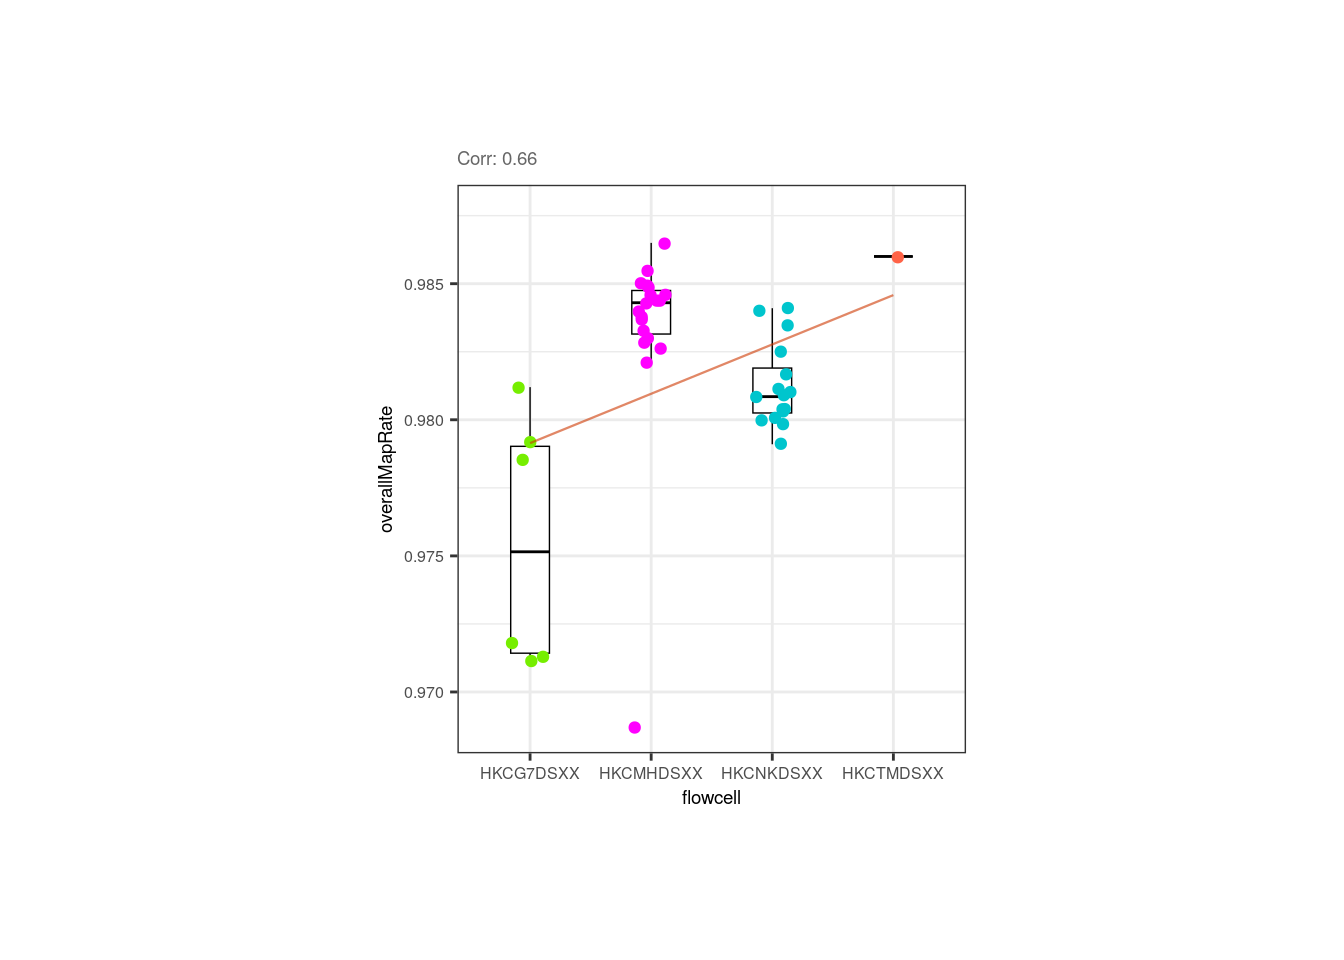 Corr: 0.66
0.985
0.980
0.975
0.970
overallMapRate
HKCG7DSXX HKCMHDSXX HKCNKDSXX HKCTMDSXX
flowcell